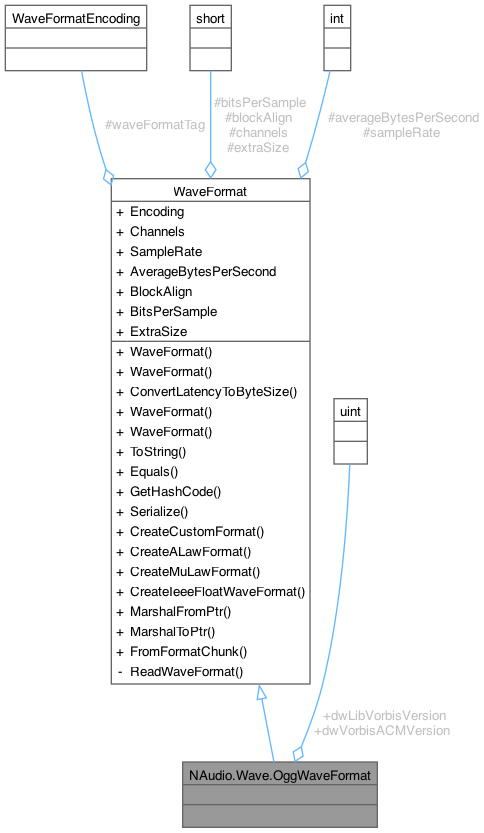 WaveFormatEncoding
short
int
#waveFormatTag
#bitsPerSample
#blockAlign
#channels
#extraSize
#averageBytesPerSecond
#sampleRate
WaveFormat
+ Encoding
+ Channels
+ SampleRate
+ AverageBytesPerSecond
+ BlockAlign
+ BitsPerSample
+ ExtraSize
+ WaveFormat()
+ WaveFormat()
+ ConvertLatencyToByteSize()
+ WaveFormat()
+ WaveFormat()
+ ToString()
+ Equals()
+ GetHashCode()
+ Serialize()
+ CreateCustomFormat()
+ CreateALawFormat()
+ CreateMuLawFormat()
+ CreateIeeeFloatWaveFormat()
+ MarshalFromPtr()
+ MarshalToPtr()
+ FromFormatChunk()
- ReadWaveFormat()
uint
+dwLibVorbisVersion
+dwVorbisACMVersion
NAudio.Wave.OggWaveFormat